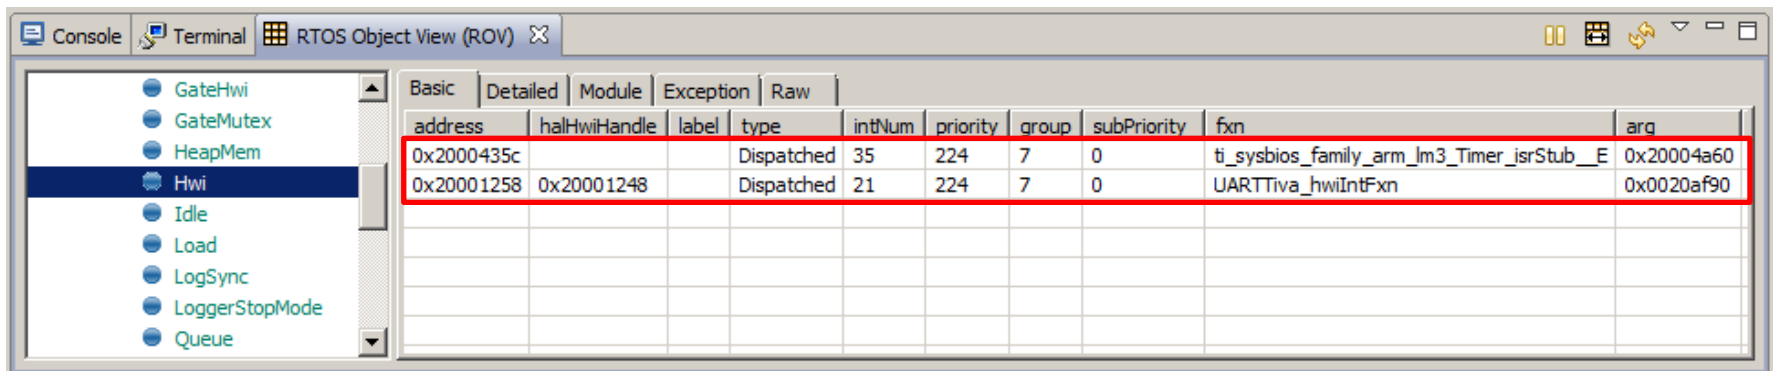 Console Terminal RTOS Object View (ROV)
GateHwi
GateMutex
HeapMem
Hwi
Idle
Load
LogSync
LoggerStopMode
Queue
Basic Detailed Module Exception Raw
address halHwiHandle label type intNum priority group subPriority fxn arg
0x2000435c Dispatched 35 224 7 0 ti_sysbios_family_arm_lm3_Timer_isrStub__E 0x20004a60
0x20001258 0x20001248 Dispatched 21 224 7 0 UARTTiva_hwiIntFxn 0x0020af90